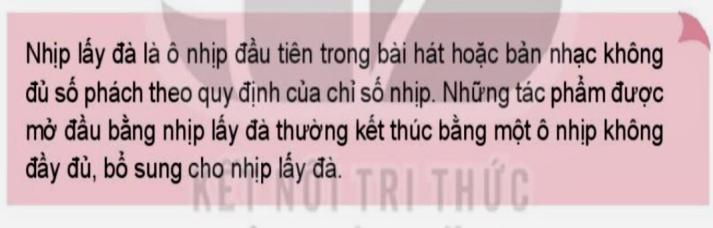 Nhịp lấy đà là ô nhịp đầu tiên trong bài hát hoặc bản nhạc không
đủ số phách theo quy định của chỉ số nhịp. Những tác phẩm được
mở đầu bằng nhịp lấy đà thường kết thúc bằng một ô nhịp không
đầy đủ, bổ sung cho nhịp lấy đà.
KẾT NỐI TRI THỨC